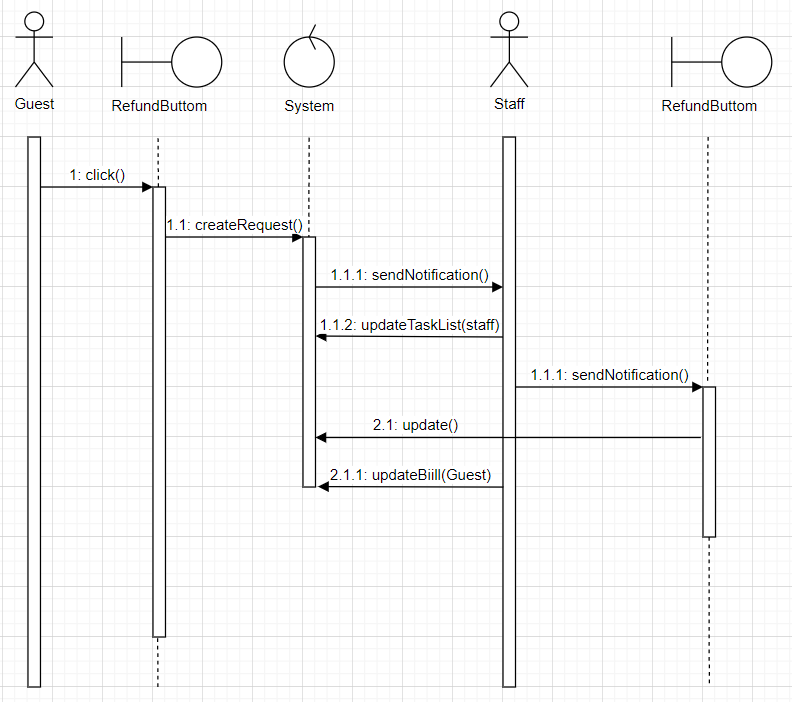 Guest
RefundButtom
System
Staff
RefundButtom
1: click()
1.1: createRequest()
1.1.1: sendNotification()
1.1.2: updateTaskList(staff)
1.1.1: sendNotification()
2.1: update()
2.1.1: updateBiill(Guest)